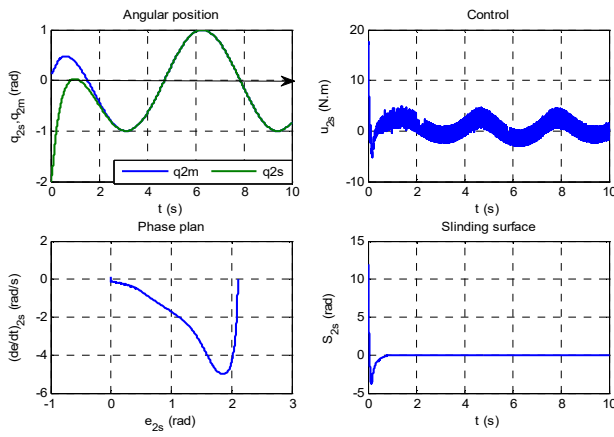 Angular position
1
0
-1
-2
q2s,q2m (rad)
q2m
q2s
0
2
4
6
8
10
t (s)
Control
20
10
0
-10
u2s (N.m)
0
2
4
6
8
10
t (s)
Phase plan
2
0
-2
-4
-6
(de/dt)2s (rad/s)
-1
0
1
2
3
e2s (rad)
Slinding surface
15
10
5
0
-5
S2s (rad)
0
2
4
6
8
10
t (s)